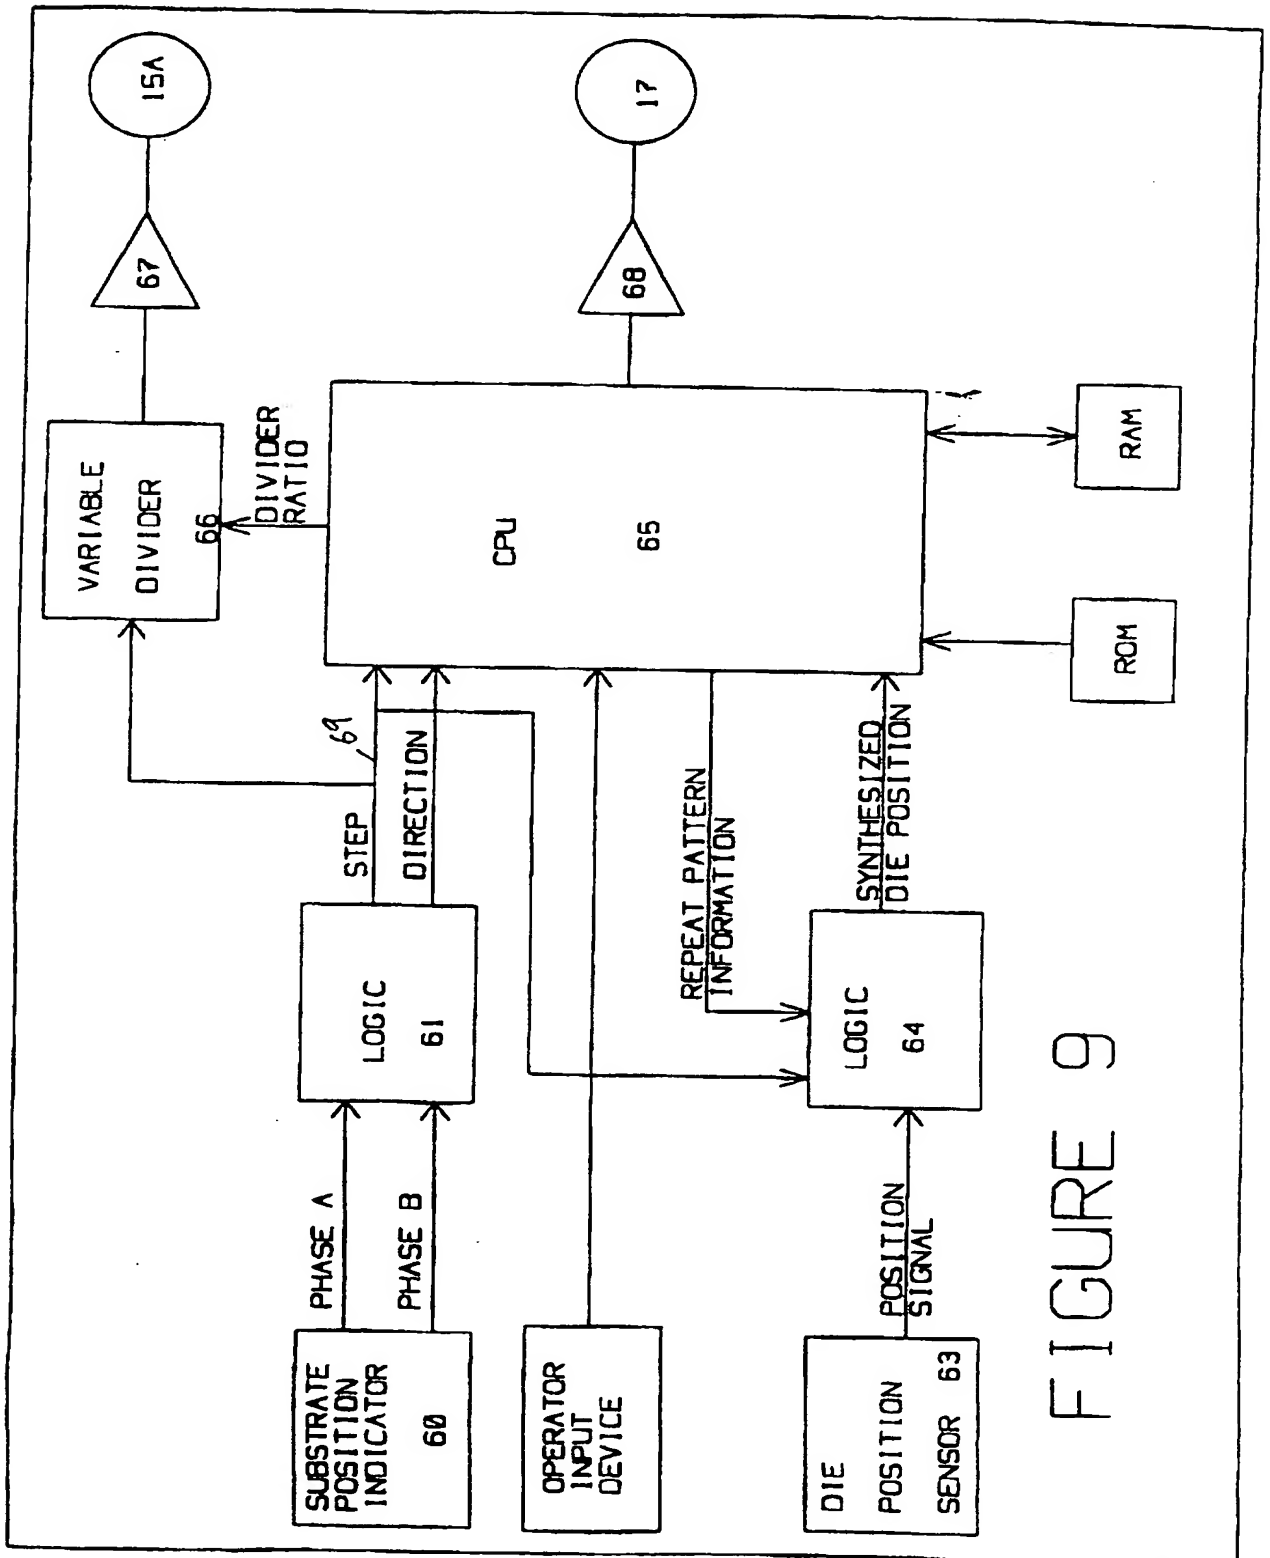 SUBSTRATE
POSITION
INDICATOR
60
PHASE A
PHASE B
LOGIC
61
STEP
69
DIRECTION
VARIABLE
DIVIDER
66
DIVIDER
RATIO
67
15A
OPERATOR
INPUT
DEVICE
CPU
65
68
17
REPEAT PATTERN
INFORMATION
DIE
POSITION
SENSOR 63
POSITION
SIGNAL
LOGIC
64
SYNTHESIZED
DIE POSITION
ROM
RAM
FIGURE 9